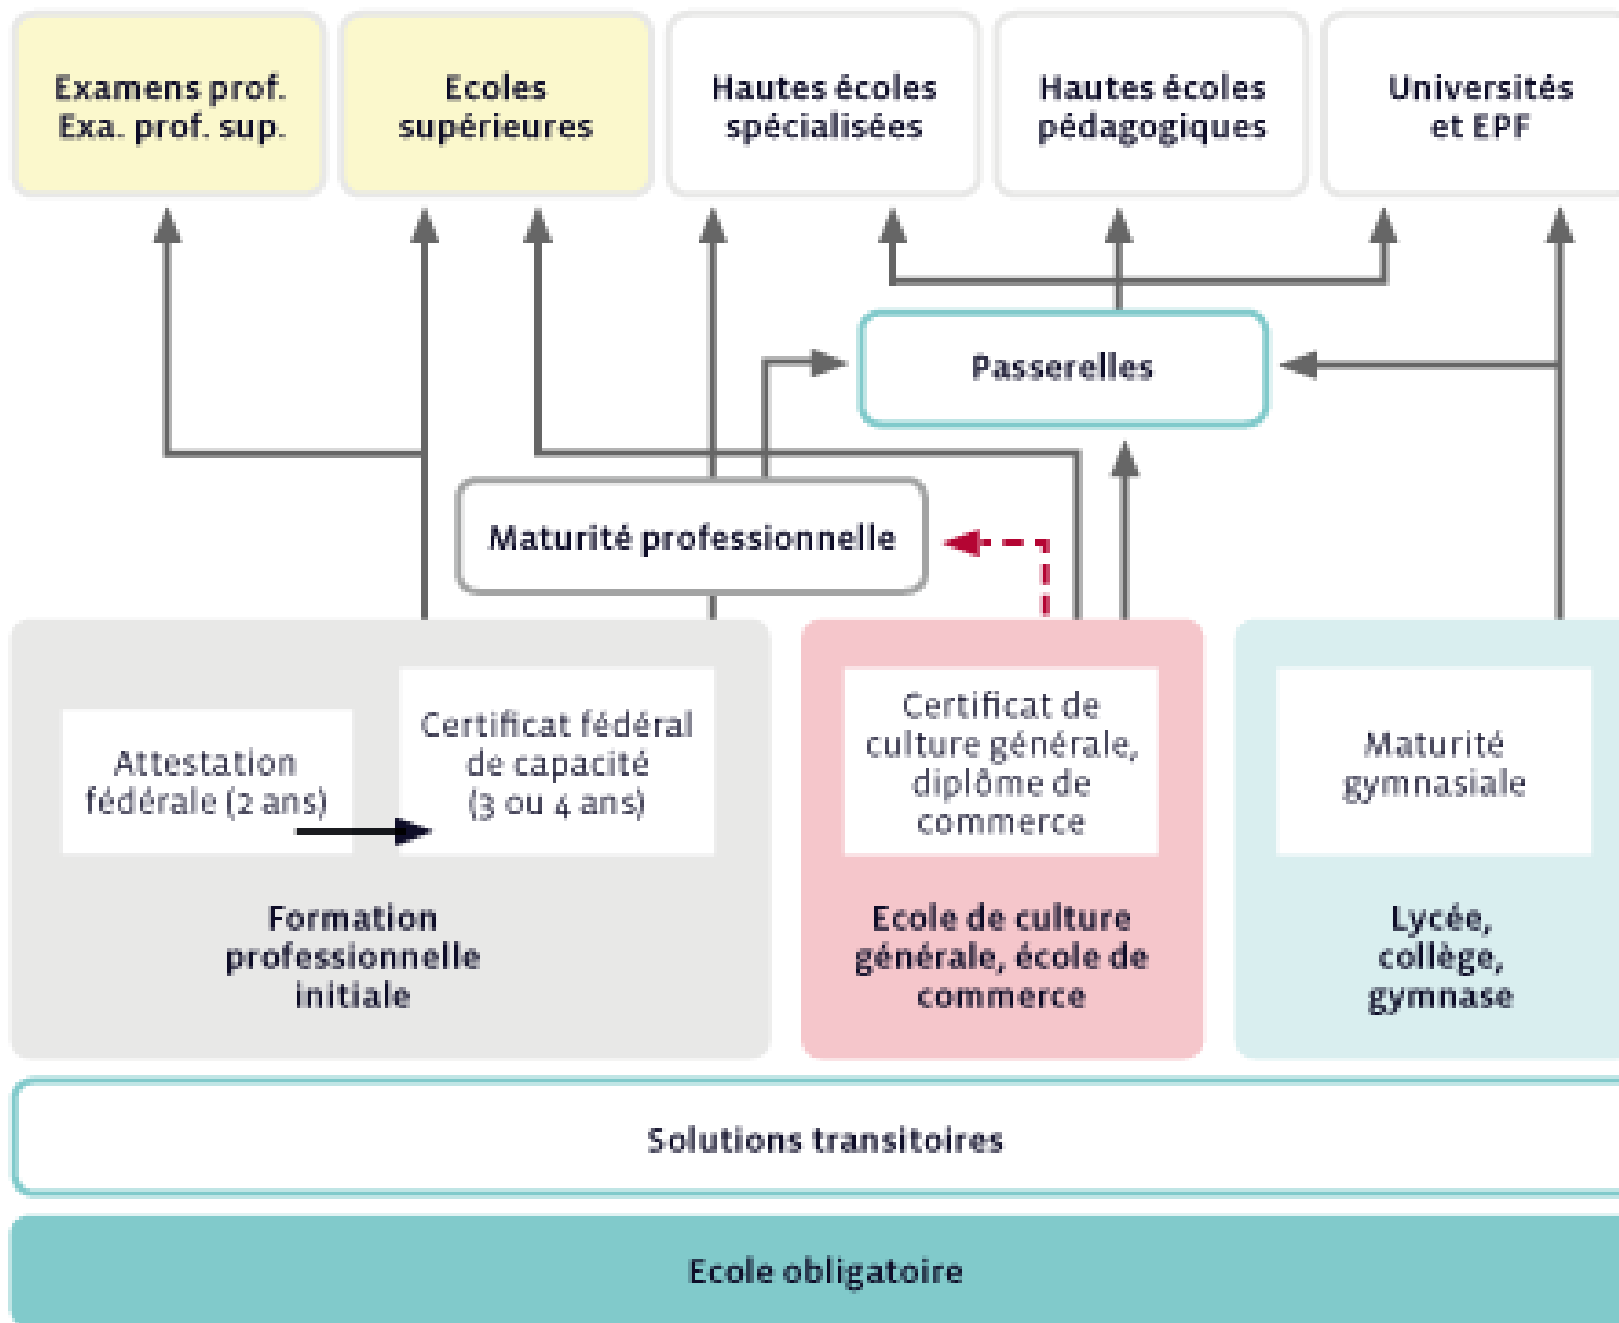 Examens prof.
Exa. prof. sup.
Ecoles
supérieures
Hautes écoles
spécialisées
Hautes écoles
pédagogiques
Universités
et EPF
Passerelles
Maturité professionnelle
Attestation
fédérale (2 ans)
Certificat fédéral
de capacité
(3 ou 4 ans)
Formation
professionnelle
initiale
Certificat de
culture générale,
diplôme de
commerce
Ecole de culture
générale, école de
commerce
Maturité
gymnasiale
Lycée,
collège,
gymnase
Solutions transitoires
Ecole obligatoire